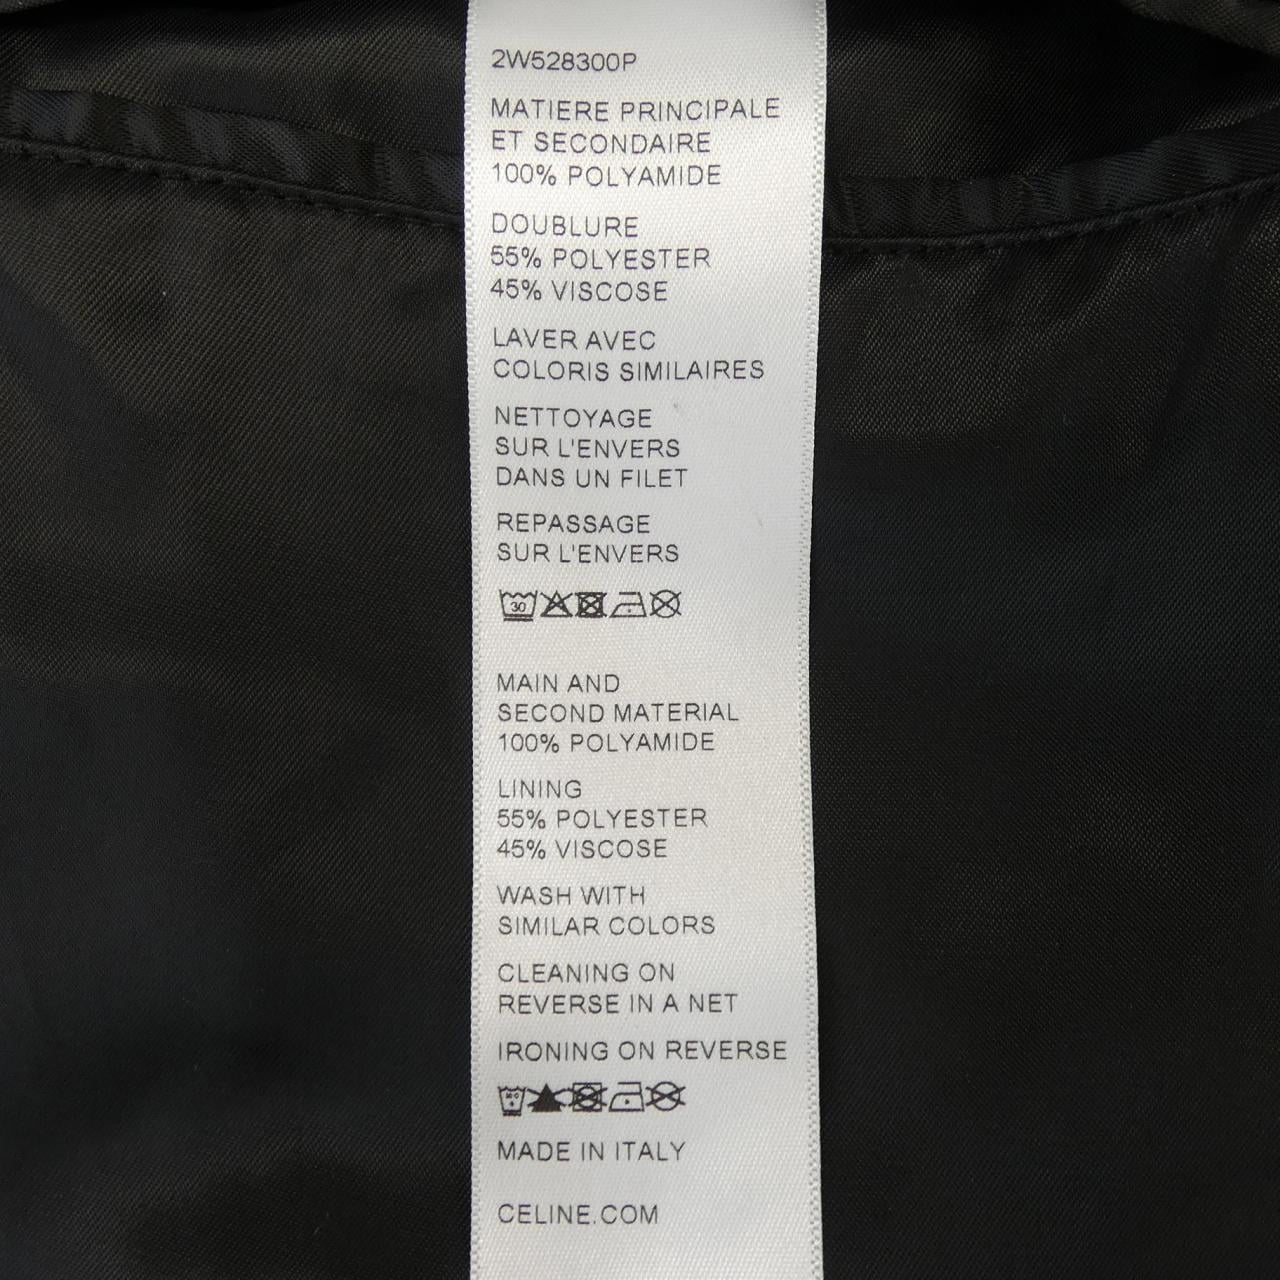 2W528300P
MATIERE PRINCIPALE
ET SECONDAIRE
100% POLYAMIDE
DOUBLURE
55% POLYESTER
45% VISCOSE
LAVER AVEC
COLORIS SIMILAIRES
NETTOYAGE
SUR L'ENVERS
DANS UN FILET
REPASSAGE
SUR L'ENVERS
30
MAIN AND
SECOND MATERIAL
100% POLYAMIDE
LINING
55% POLYESTER
45% VISCOSE
WASH WITH
SIMILAR COLORS
CLEANING ON
REVERSE IN A NET
IRONING ON REVERSE
MADE IN ITALY
CELINE.COM